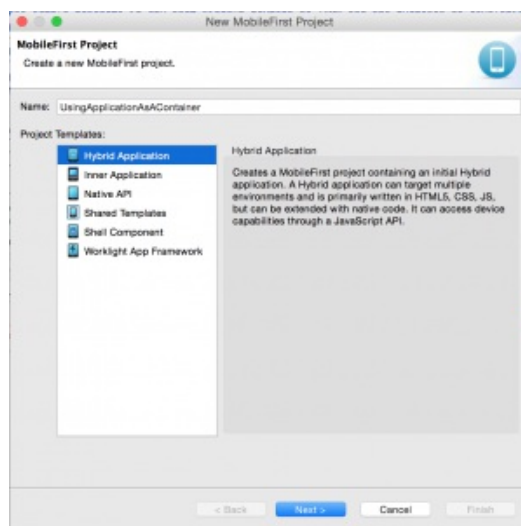 New MobileFirst Project
MobileFirst Project
Create a new MobileFirst project.
Name: UsingApplicationAsAContainer
Project Templates:
Hybrid Application
Inner Application
Native API
Shared Templates
Shell Component
Worklight App Framework
Hybrid Application
Creates a MobileFirst project containing an initial Hybrid
application. A Hybrid application can target multiple
environments and is primarily written in HTML5, CSS, JS,
but can be extended with native code. It can access device
capabilities through a JavaScript API.
< Back Next > Cancel Finish